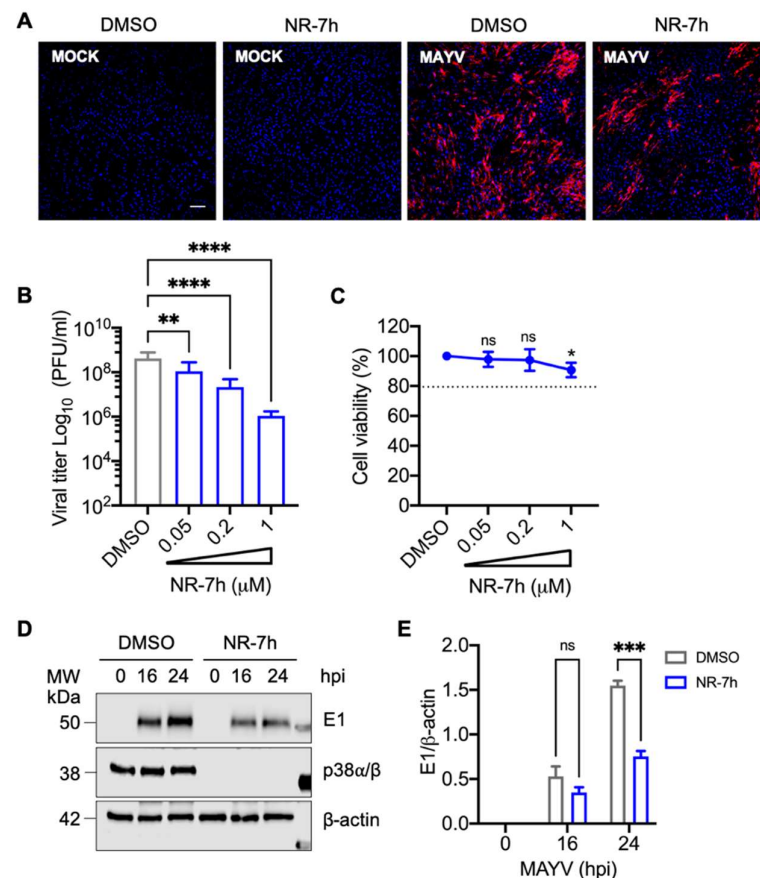 A
DMSO NR-7h DMSO NR-7h
MOCK MOCK MAYV MAYV
B
**** 
****
**
Viral titer Log10 (PFU/ml)
10^10
10^8
10^6
10^4
10^2
DMSO 0.05 0.2 1
NR-7h (μM)
C
Cell viability (%)
120
100
80
60
40
20
0
ns ns *
DMSO 0.05 0.2 1
NR-7h (μM)
D
DMSO NR-7h
MW kDa 0 16 24 0 16 24 hpi
50 E1
38 p38α/β
42 β-actin
E
E1/β-actin
2.0
1.5
1.0
0.5
0.0
ns ***
DMSO
NR-7h
0 16 24
MAYV (hpi)